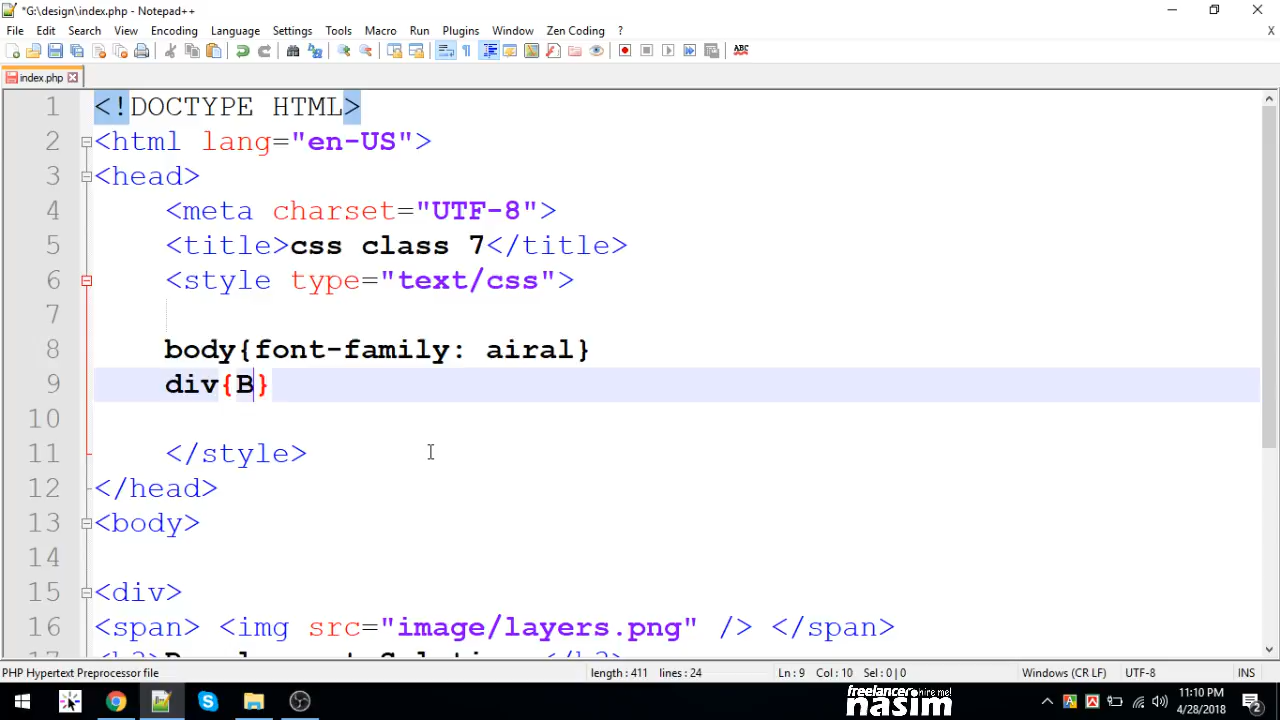 *G:\design\index.php - Notepad++
File Edit Search View Encoding Language Settings Tools Macro Run Plugins Window Zen Coding ? X
ABC
index.php
1 <!DOCTYPE HTML>
2 <html lang="en-US">
3 <head>
4 <meta charset="UTF-8">
5 <title>css class 7</title>
6 <style type="text/css">
7
8 body{font-family: airal}
9 div{B}
10
11 </style>
12 </head>
13 <body>
14
15 <div>
16 <span> <img src="image/layers.png" /> </span>
PHP Hypertext Preprocessor file length : 411 lines : 24 Ln : 9 Col : 10 Sel : 0 | 0 Windows (CR LF) UTF-8 INS
freelancer hire me!
nasim
11:10 PM
4/28/2018
2